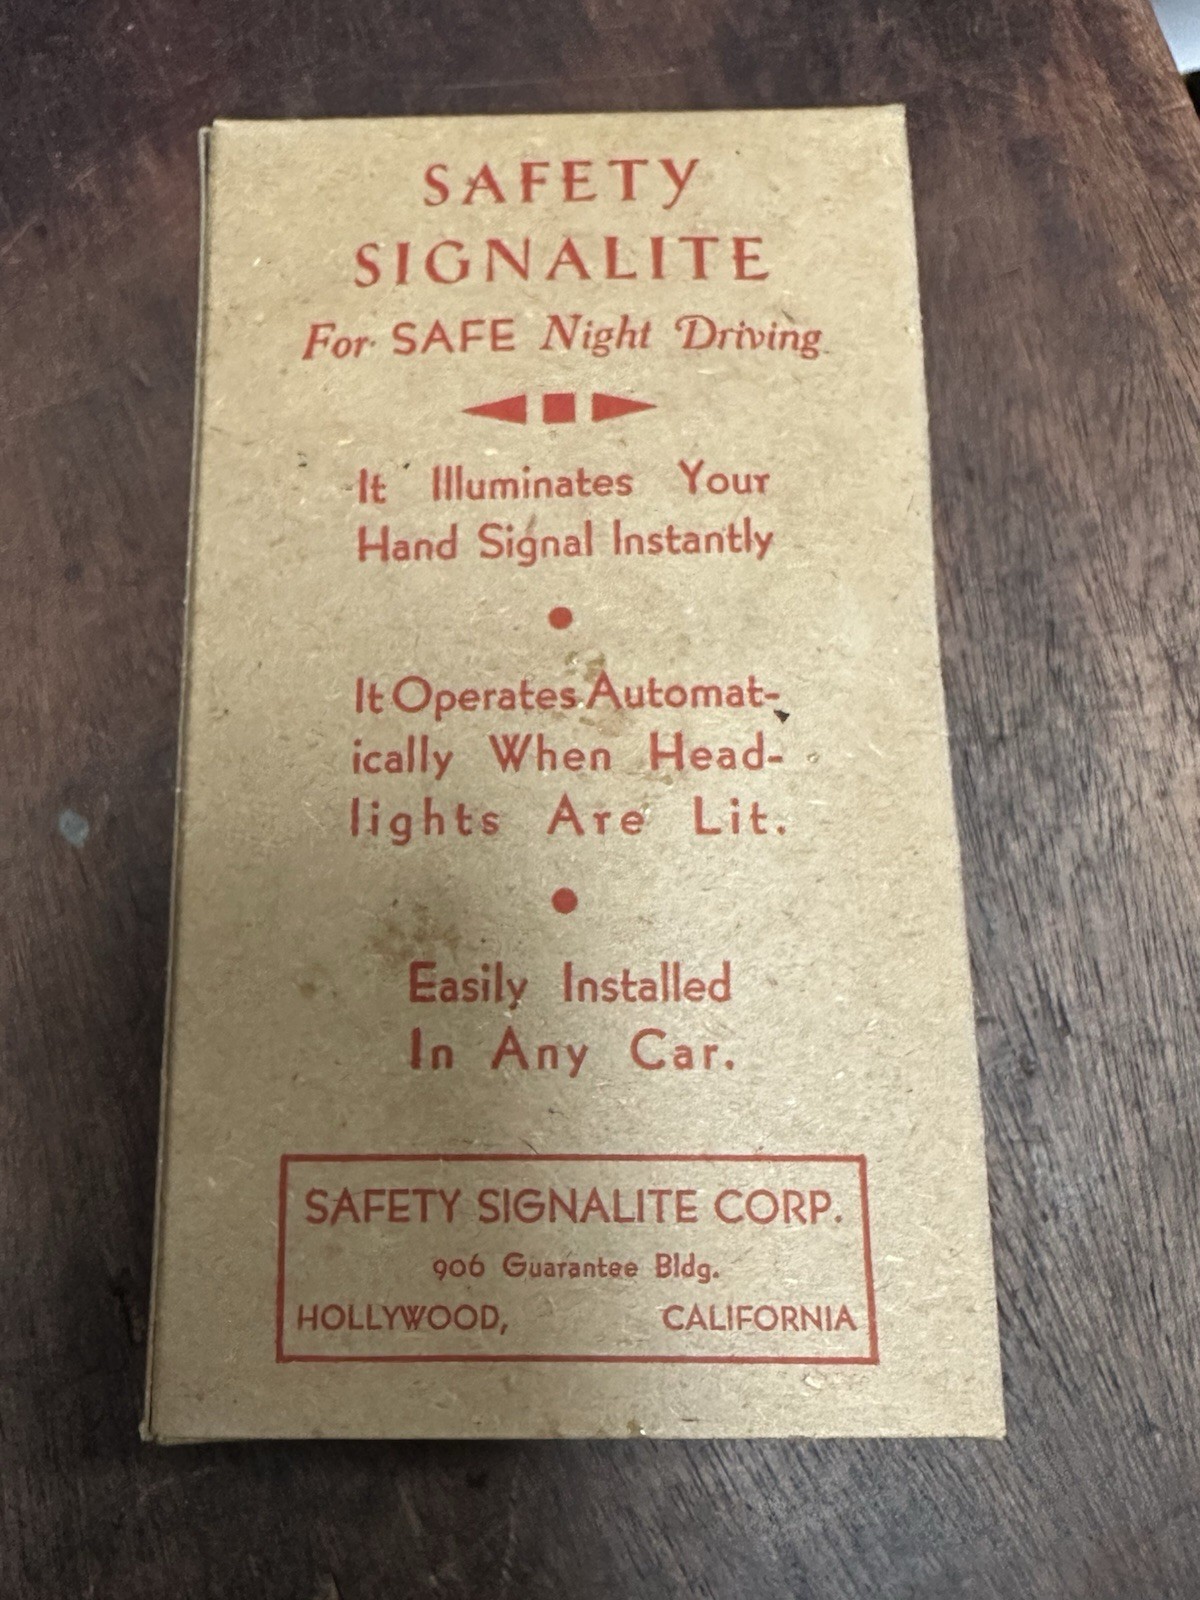 SAFETY
SIGNALITE
For SAFE Night Driving
It Illuminates Your
Hand Signal Instantly
It Operates Automat-
ically When Head-
lights Are Lit.
Easily Installed
In Any Car.
SAFETY SIGNALITE CORP.
906 Guarantee Bldg.
HOLLYWOOD, CALIFORNIA